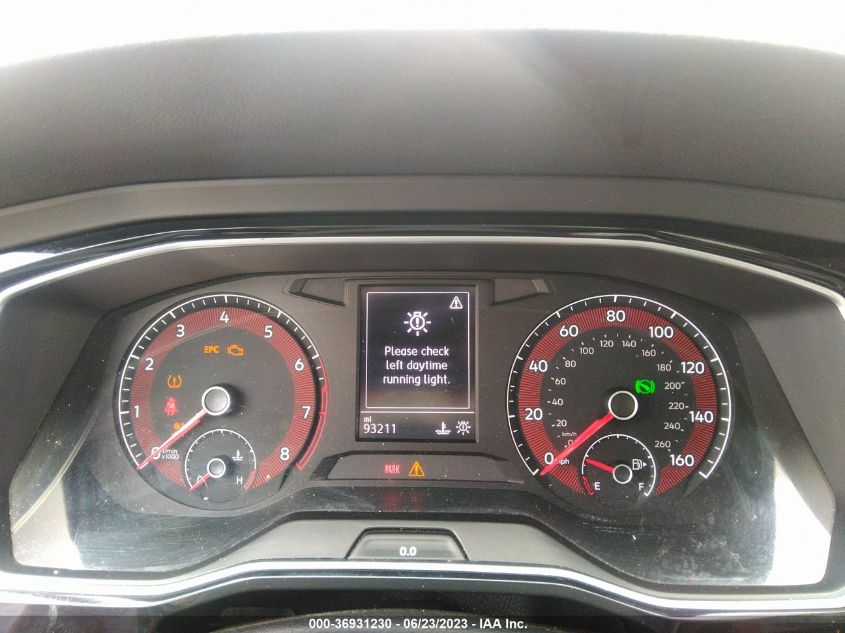 0 1 2 3 4 5 6 7 8
EPC
1/min
x1000
C H
Please check
left daytime
running light.
mi
93211
PARK
0.0
0 20 40 60 80 100 120 140 160
mph
0 20 40 60 80 100 120 140 160 180 200 220 240 260
km/h
E F
000-36931230 - 06/23/2023 - IAA Inc.